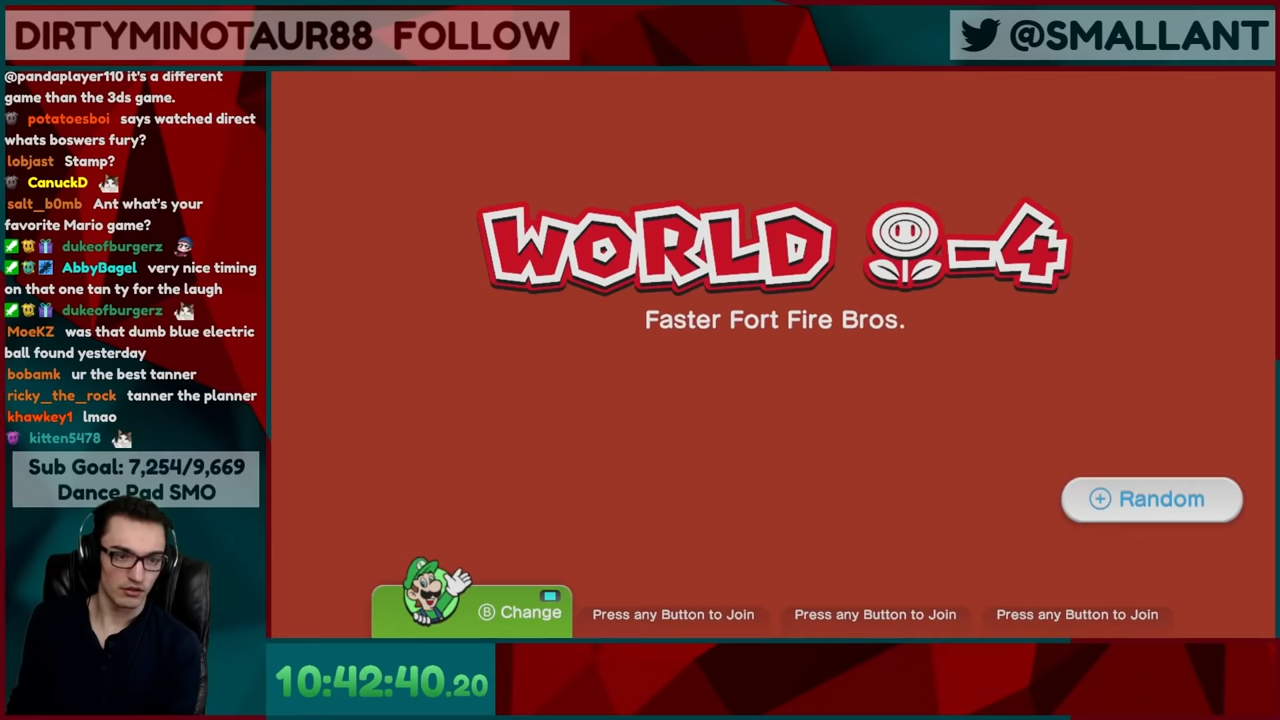 DIRTYMINOTAUR88 FOLLOW
@SMALLANT
@pandaplayer110 it's a different
game than the 3ds game.
potatoesboi says watched direct
whats boswers fury?
lobjast Stamp?
CanuckD
salt_b0mb Ant what's your
favorite Mario game?
dukeofburgerz
AbbyBagel very nice timing
on that one tan ty for the laugh
dukeofburgerz
MoeKZ was that dumb blue electric
ball found yesterday
bobamk ur the best tanner
ricky_the_rock tanner the planner
khawkey1 lmao
kitten5478
Sub Goal: 7,254/9,669
Dance Pad SMO
WORLD -4
Faster Fort Fire Bros.
+ Random
B Change
Press any Button to Join
Press any Button to Join
Press any Button to Join
10:42:40.20